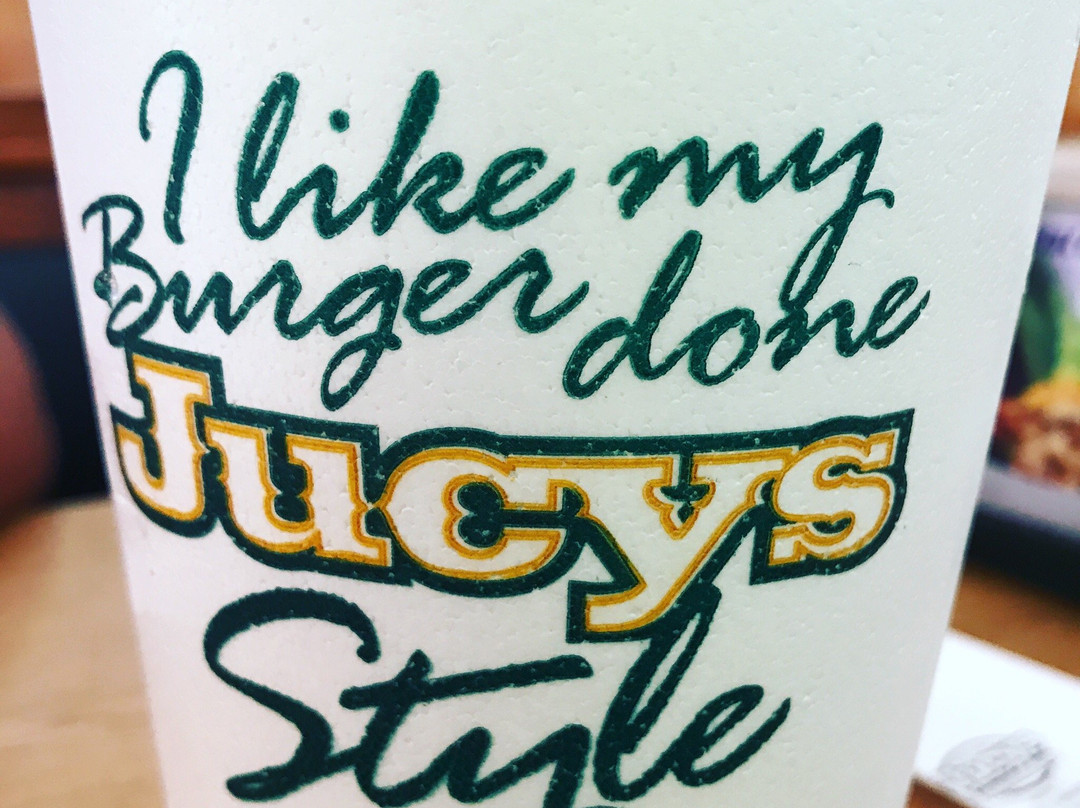 I like my
Burger done
Jucys
Style